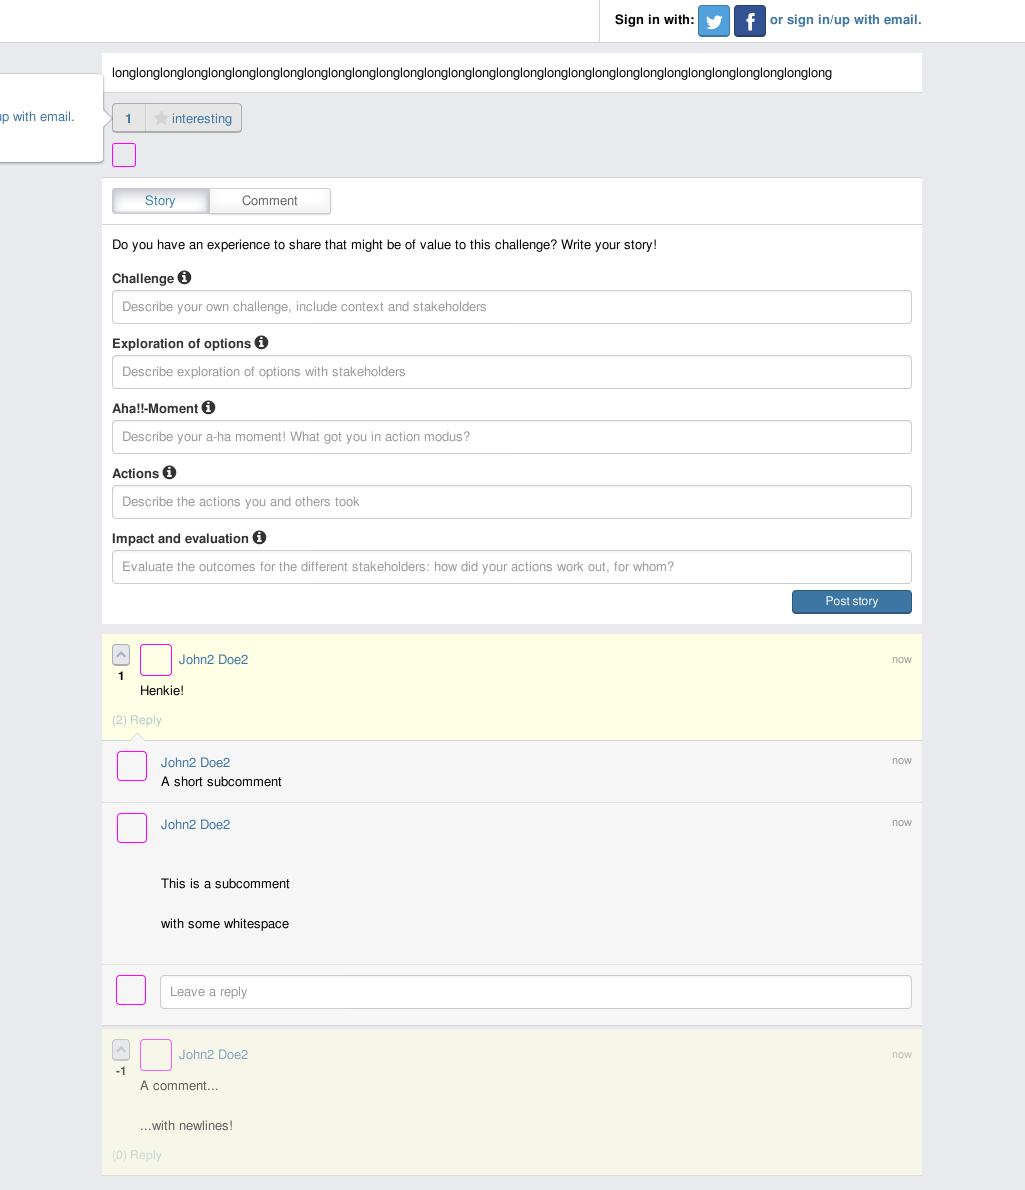 Sign in with: or sign in/up with email.
longlonglonglonglonglonglonglonglonglonglonglonglonglonglonglonglonglonglonglonglonglonglonglonglonglonglonglonglonglong
up with email.
1 interesting
Story Comment
Do you have an experience to share that might be of value to this challenge? Write your story!
Challenge
Describe your own challenge, include context and stakeholders
Exploration of options
Describe exploration of options with stakeholders
Aha!!-Moment
Describe your a-ha moment! What got you in action modus?
Actions
Describe the actions you and others took
Impact and evaluation
Evaluate the outcomes for the different stakeholders: how did your actions work out, for whom?
Post story
John2 Doe2 now
1
Henkie!
(2) Reply
John2 Doe2 now
A short subcomment
John2 Doe2 now
This is a subcomment
with some whitespace
Leave a reply
John2 Doe2 now
-1
A comment...
...with newlines!
(0) Reply